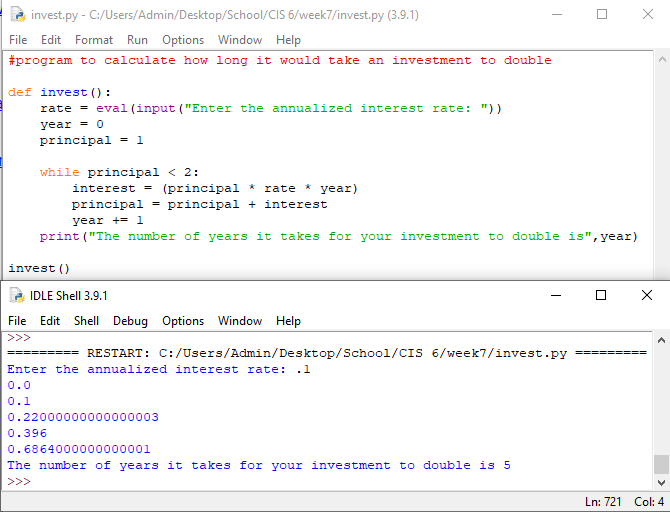 invest.py - C:/Users/Admin/Desktop/School/CIS 6/week7/invest.py (3.9.1)
File Edit Format Run Options Window Help
#program to calculate how long it would take an investment to double
def invest():
    rate = eval(input("Enter the annualized interest rate: "))
    year = 0
    principal = 1
    while principal < 2:
        interest = (principal * rate * year)
        principal = principal + interest
        year += 1
    print("The number of years it takes for your investment to double is",year)
invest()
IDLE Shell 3.9.1
File Edit Shell Debug Options Window Help
>>>
========= RESTART: C:/Users/Admin/Desktop/School/CIS 6/week7/invest.py =========
Enter the annualized interest rate: .1
0.0
0.1
0.22000000000000003
0.396
0.6864000000000001
The number of years it takes for your investment to double is 5
>>>
Ln: 721 Col: 4